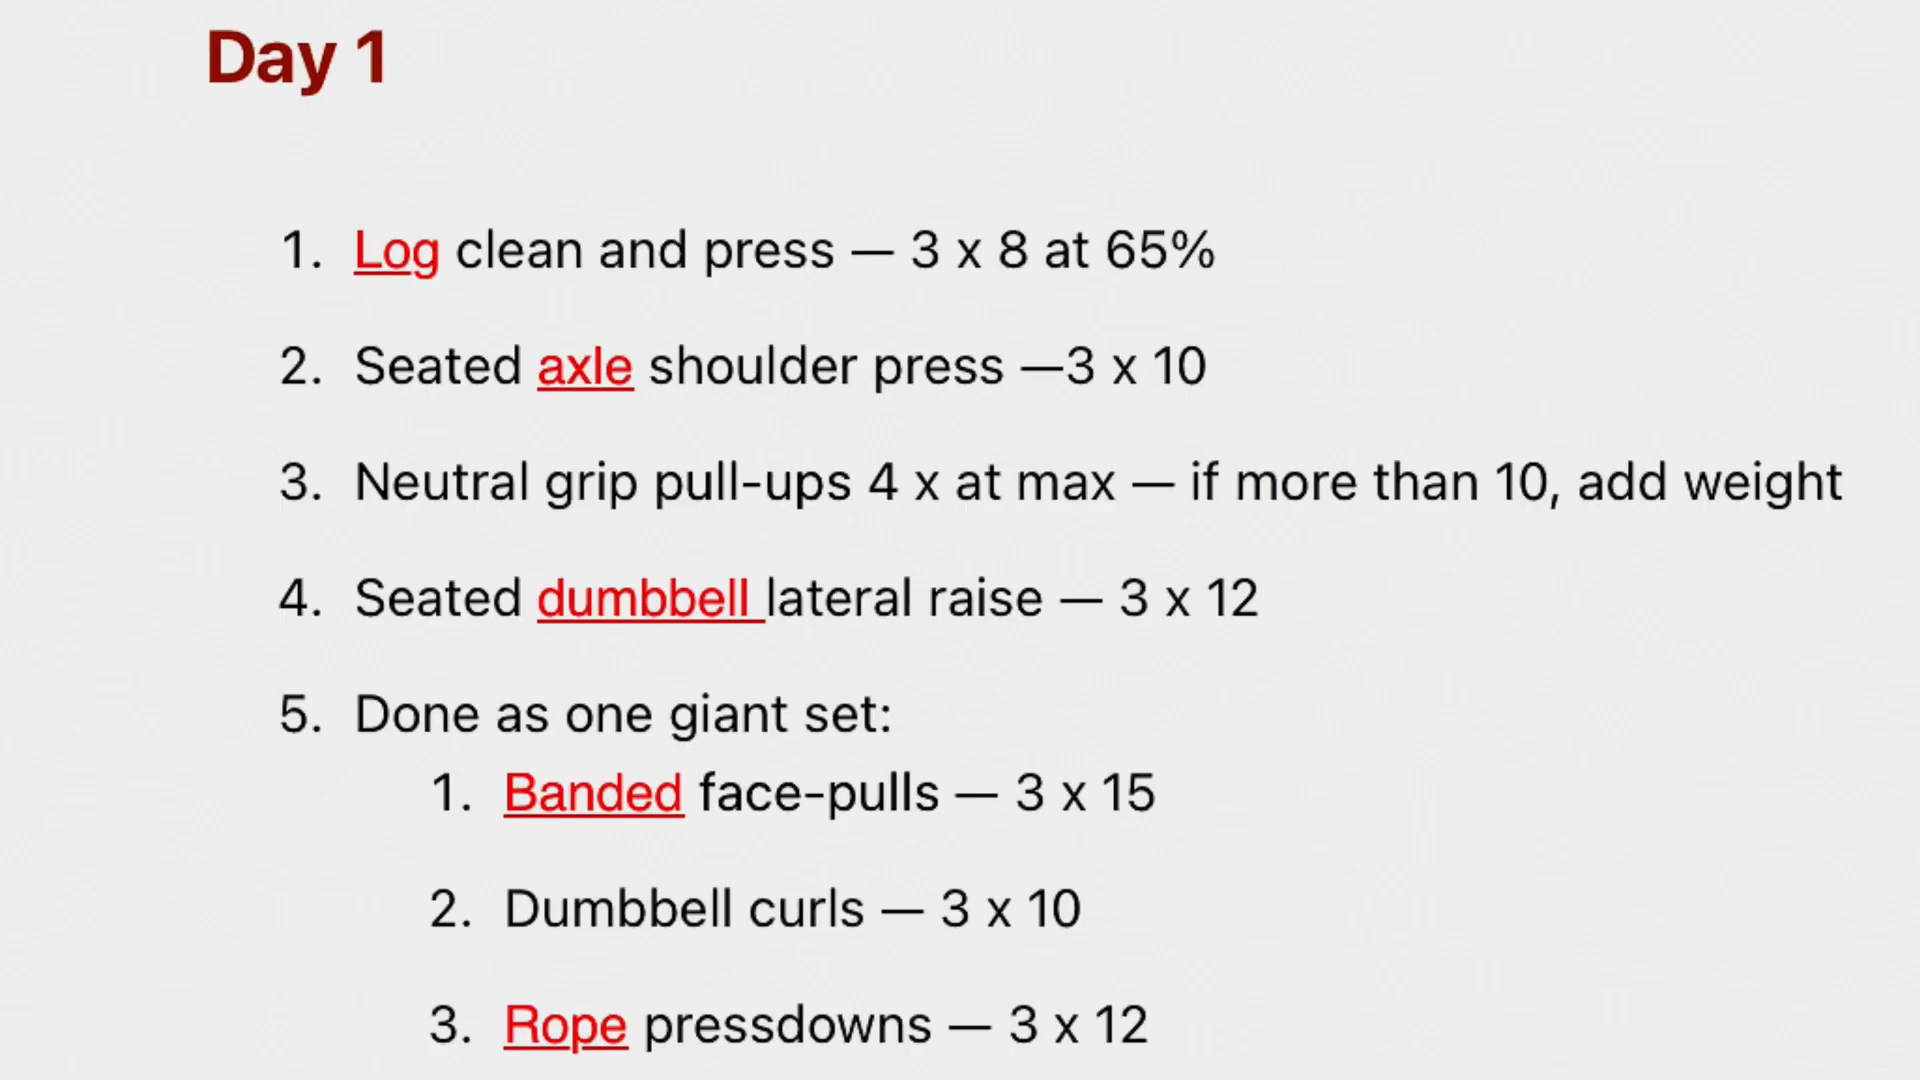 Day 1
1. Log clean and press — 3 x 8 at 65%
2. Seated axle shoulder press —3 x 10
3. Neutral grip pull-ups 4 x at max — if more than 10, add weight
4. Seated dumbbell lateral raise — 3 x 12
5. Done as one giant set:
1. Banded face-pulls — 3 x 15
2. Dumbbell curls — 3 x 10
3. Rope pressdowns — 3 x 12